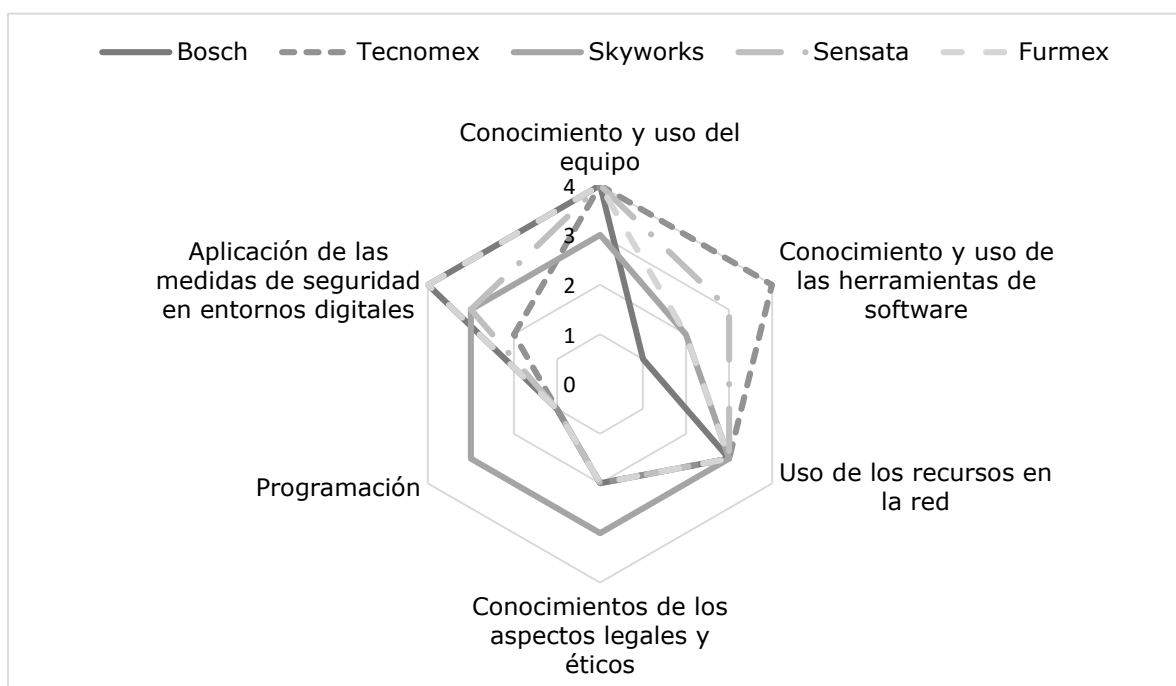 Bosch Tecnomex Skyworks Sensata Furmex
Conocimiento y uso del
equipo
4
3
2
1
0
Conocimiento y uso de
las herramientas de
software
Uso de los recursos en
la red
Conocimientos de los
aspectos legales y
éticos
Programación
Aplicación de las
medidas de seguridad
en entornos digitales